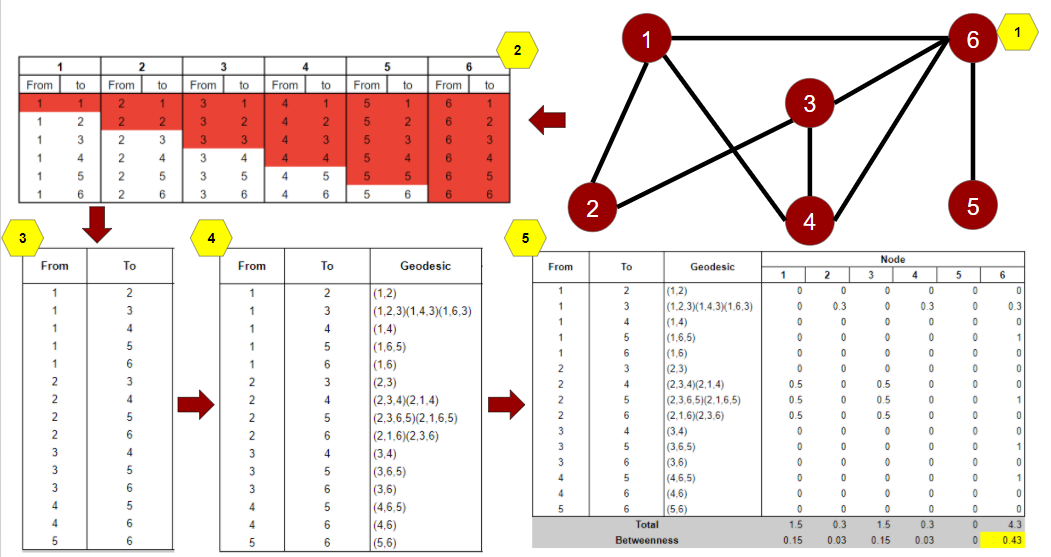 1
6
1
3
2
4
5
2
1 2 3 4 5 6
From to From to From to From to From to From to
1 1 2 1 3 1 4 1 5 1 6 1
1 2 2 2 3 2 4 2 5 2 6 2
1 3 2 3 3 3 4 3 5 3 6 3
1 4 2 4 3 4 4 4 5 4 6 4
1 5 2 5 3 5 4 5 5 5 6 5
1 6 2 6 3 6 4 6 5 6 6 6
3
From To
1 2
1 3
1 4
1 5
1 6
2 3
2 4
2 5
2 6
3 4
3 5
3 6
4 5
4 6
5 6
4
From To Geodesic
1 2 (1,2)
1 3 (1,2,3)(1,4,3)(1,6,3)
1 4 (1,4)
1 5 (1,6,5)
1 6 (1,6)
2 3 (2,3)
2 4 (2,3,4)(2,1,4)
2 5 (2,3,6,5)(2,1,6,5)
2 6 (2,1,6)(2,3,6)
3 4 (3,4)
3 5 (3,6,5)
3 6 (3,6)
4 5 (4,6,5)
4 6 (4,6)
5 6 (5,6)
5
From To Geodesic Node
1 2 3 4 5 6
1 2 (1,2) 0 0 0 0 0 0
1 3 (1,2,3)(1,4,3)(1,6,3) 0 0.3 0 0.3 0 0.3
1 4 (1,4) 0 0 0 0 0 0
1 5 (1,6,5) 0 0 0 0 0 1
1 6 (1,6) 0 0 0 0 0 0
2 3 (2,3) 0 0 0 0 0 0
2 4 (2,3,4)(2,1,4) 0.5 0 0.5 0 0 0
2 5 (2,3,6,5)(2,1,6,5) 0.5 0 0.5 0 0 1
2 6 (2,1,6)(2,3,6) 0.5 0 0.5 0 0 0
3 4 (3,4) 0 0 0 0 0 0
3 5 (3,6,5) 0 0 0 0 0 1
3 6 (3,6) 0 0 0 0 0 0
4 5 (4,6,5) 0 0 0 0 0 1
4 6 (4,6) 0 0 0 0 0 0
5 6 (5,6) 0 0 0 0 0 0
Total 1.5 0.3 1.5 0.3 0 4.3
Betweenness 0.15 0.03 0.15 0.03 0 0.43